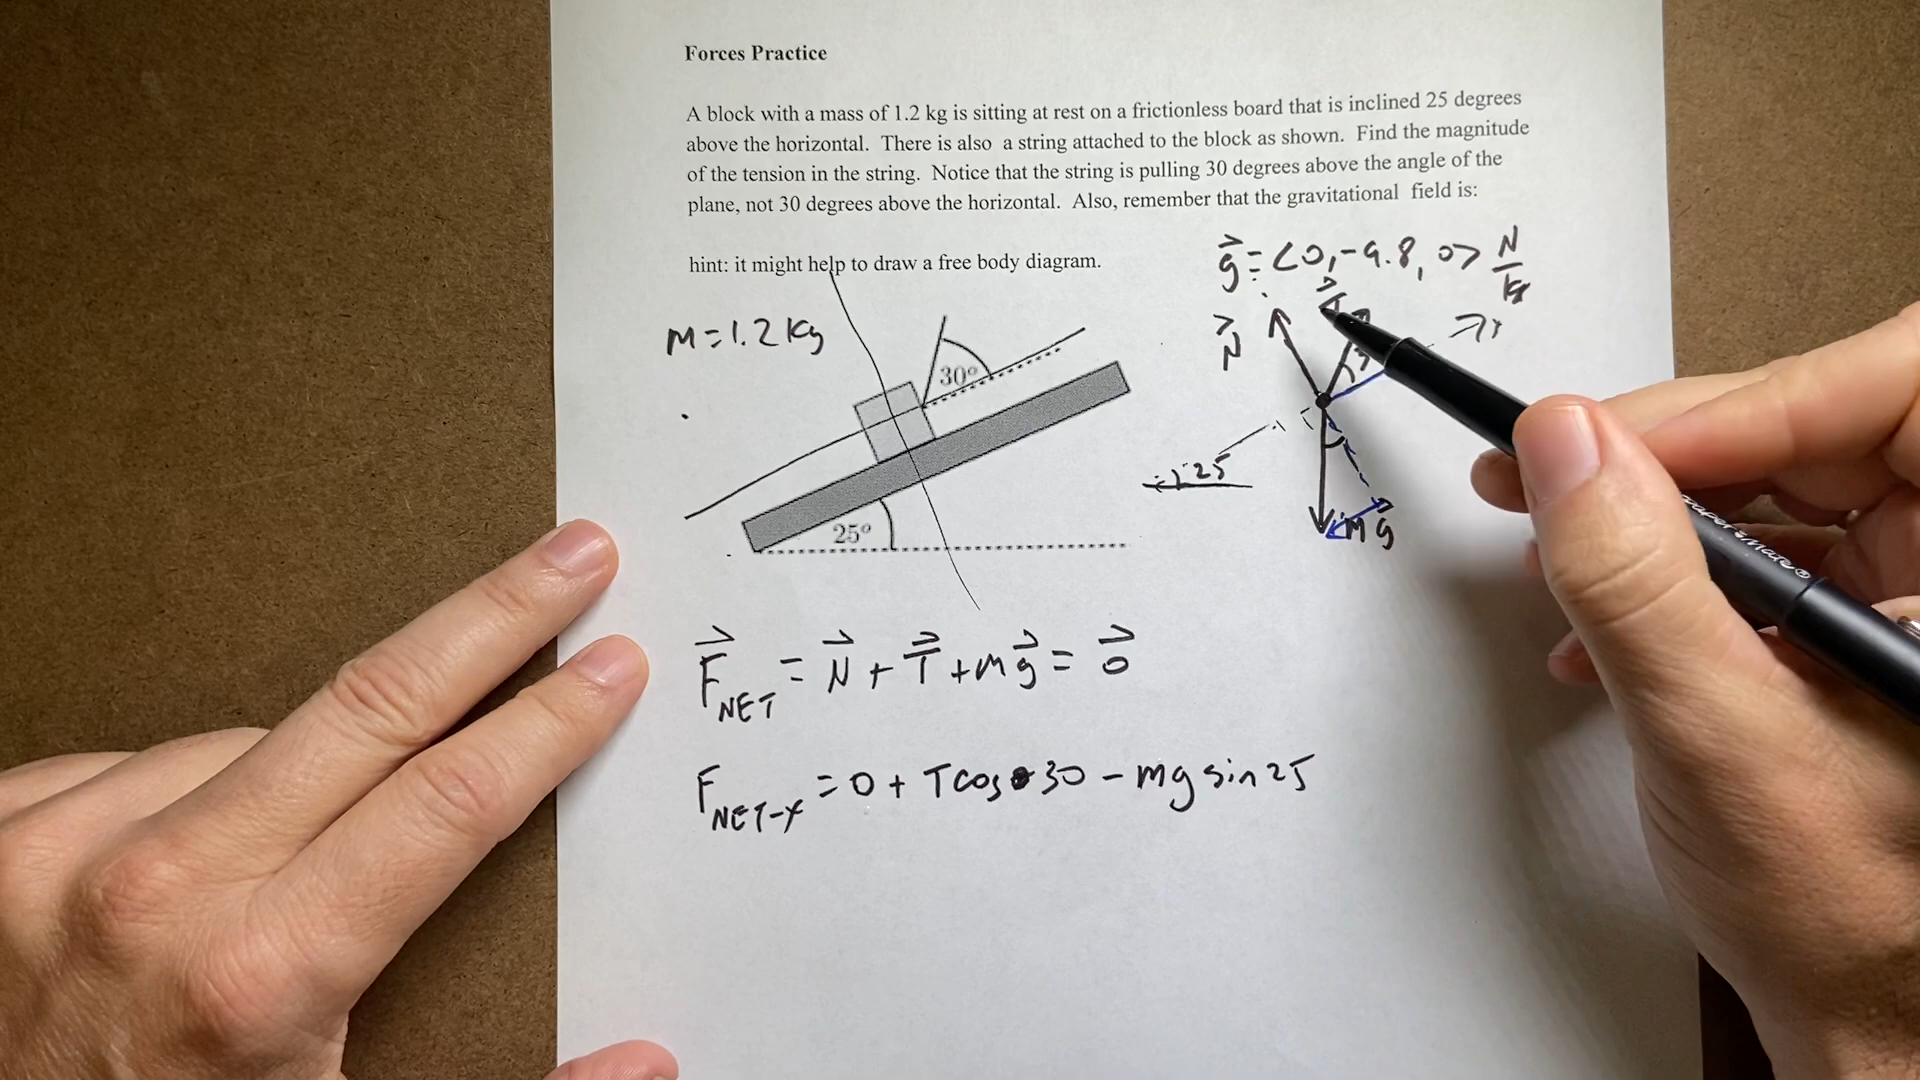 Forces Practice
A block with a mass of 1.2 kg is sitting at rest on a frictionless board that is inclined 25 degrees
above the horizontal. There is also a string attached to the block as shown. Find the magnitude
of the tension in the string. Notice that the string is pulling 30 degrees above the angle of the
plane, not 30 degrees above the horizontal. Also, remember that the gravitational field is:
g = <0, -9.8, 0> N/kg
hint: it might help to draw a free body diagram.
M = 1.2 kg
N
x
30°
25
mg
25°
F NET = N + T + mg = 0
F NET-x = 0 + T cos 30 - mg sin 25